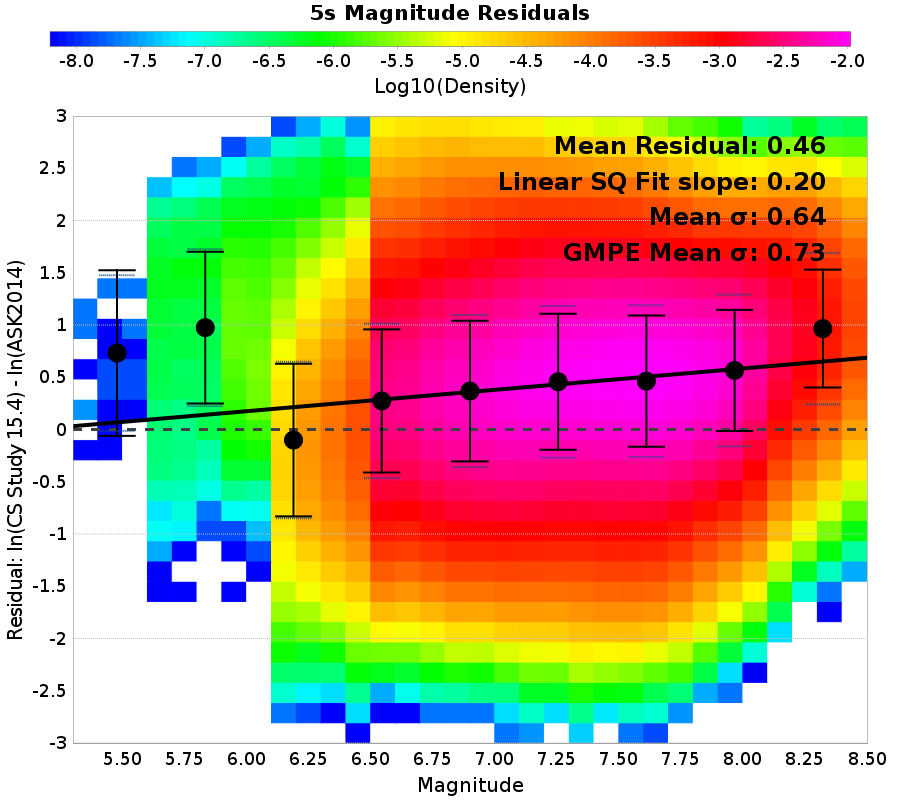 5s Magnitude Residuals
-8.0 -7.5 -7.0 -6.5 -6.0 -5.5 -5.0 -4.5 -4.0 -3.5 -3.0 -2.5 -2.0
Log10(Density)
Mean Residual: 0.46
Linear SQ Fit slope: 0.20
Mean σ: 0.64
GMPE Mean σ: 0.73
Residual: ln(CS Study 15.4) - ln(ASK2014)
3
2.5
2
1.5
1
0.5
0
-0.5
-1
-1.5
-2
-2.5
-3
5.50 5.75 6.00 6.25 6.50 6.75 7.00 7.25 7.50 7.75 8.00 8.25 8.50
Magnitude